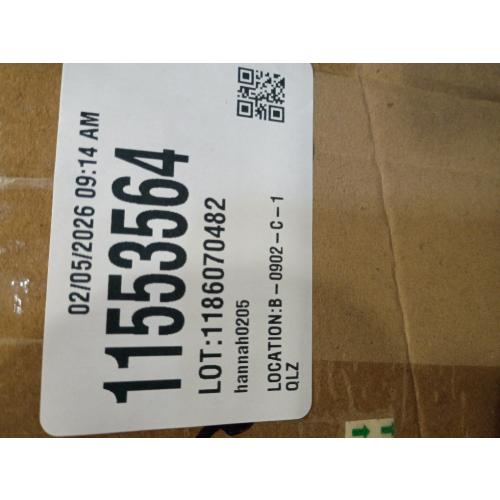 02/05/2026 09:14 AM
11553564
LOT:1186070482
hannah0205
LOCATION:B-0902-C-1
QLZ